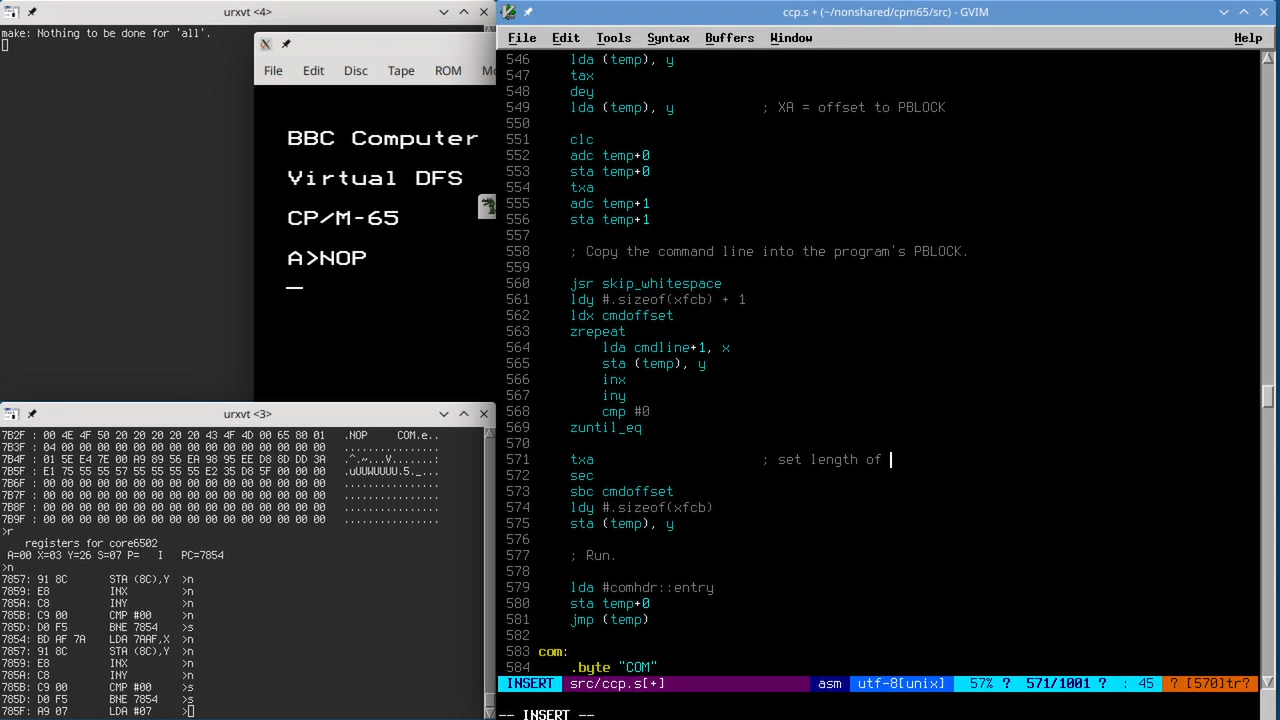 urxvt <4>
make: Nothing to be done for 'all'.
File Edit Disc Tape ROM Mo
BBC Computer
Virtual DFS
CP/M-65
A>NOP
urxvt <3>
7B2F : 00 4E 4F 50 20 20 20 20 20 43 4F 4D 00 65 80 01 .NOP COM.e..
7B3F : 04 00 00 00 00 00 00 00 00 00 00 00 00 00 00 00 ................
7B4F : 01 5E E4 7E 00 A9 89 56 EA 98 95 EE D8 8D DD 3A .^.~...V.......:
7B5F : E1 75 55 55 57 55 55 55 55 E2 35 D8 5F 00 00 00 .uUUWUUUU.5._...
7B6F : 00 00 00 00 00 00 00 00 00 00 00 00 00 00 00 00 ................
7B7F : 00 00 00 00 00 00 00 00 00 00 00 00 00 00 00 00 ................
7B8F : 00 00 00 00 00 00 00 00 00 00 00 00 00 00 00 00 ................
7B9F : 00 00 00 00 00 00 00 00 00 00 00 00 00 00 00 00 ................
>r
registers for core6502
A=00 X=03 Y=26 S=07 P= I PC=7854
>n
7857: 91 8C STA (8C),Y >n
7859: E8 INX >n
785A: C8 INY >n
785B: C9 00 CMP #00 >n
785D: D0 F5 BNE 7854 >s
7854: BD AF 7A LDA 7AAF,X >n
7857: 91 8C STA (8C),Y >n
7859: E8 INX >n
785A: C8 INY >n
785B: C9 00 CMP #00 >s
785D: D0 F5 BNE 7854 >s
785F: A9 07 LDA #07 >
ccp.s + (~/nonshared/cpm65/src) - GVIM
File Edit Tools Syntax Buffers Window Help
546 lda (temp), y
547 tax
548 dey
549 lda (temp), y ; XA = offset to PBLOCK
550
551 clc
552 adc temp+0
553 sta temp+0
554 txa
555 adc temp+1
556 sta temp+1
557
558 ; Copy the command line into the program's PBLOCK.
559
560 jsr skip_whitespace
561 ldy #.sizeof(xfcb) + 1
562 ldx cmdoffset
563 zrepeat
564 lda cmdline+1, x
565 sta (temp), y
566 inx
567 iny
568 cmp #0
569 zuntil_eq
570
571 txa ; set length of
572 sec
573 sbc cmdoffset
574 ldy #.sizeof(xfcb)
575 sta (temp), y
576
577 ; Run.
578
579 lda #comhdr::entry
580 sta temp+0
581 jmp (temp)
582
583 com:
584 .byte "COM"
INSERT src/ccp.s[+] asm utf-8[unix] 57% ? 571/1001 ? : 45 ? [570]tr?
-- INSERT --